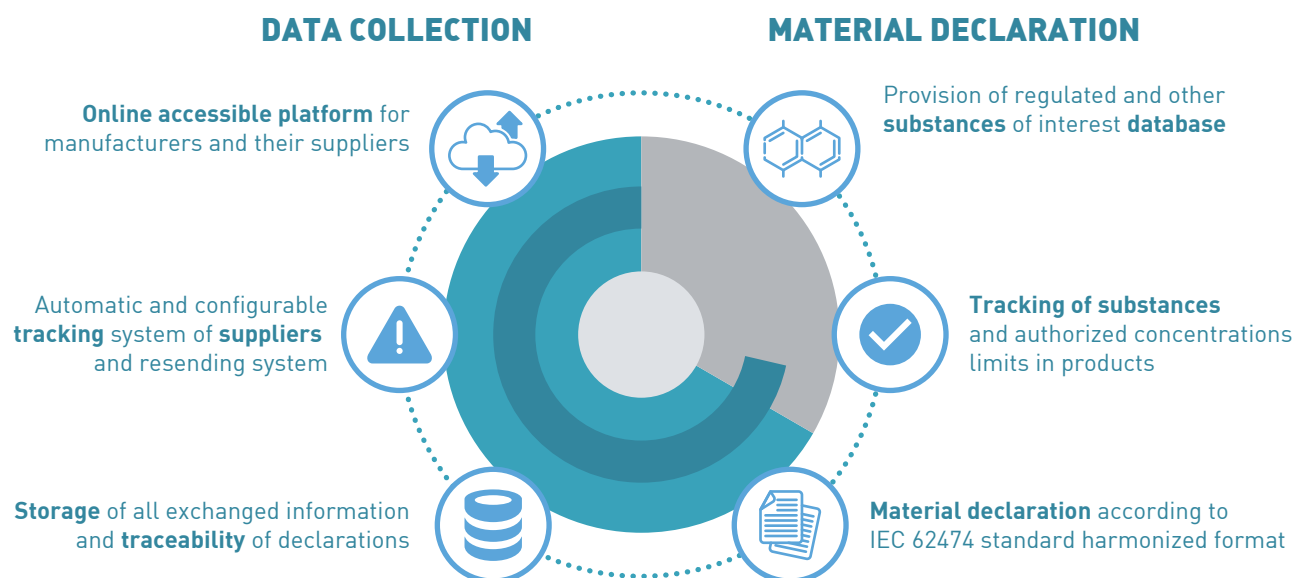 DATA COLLECTION
Online accessible platform for
manufacturers and their suppliers
Automatic and configurable
tracking system of suppliers
and resending system
Storage of all exchanged information
and traceability of declarations
MATERIAL DECLARATION
Provision of regulated and other
substances of interest database
Tracking of substances
and authorized concentrations
limits in products
Material declaration according to
IEC 62474 standard harmonized format